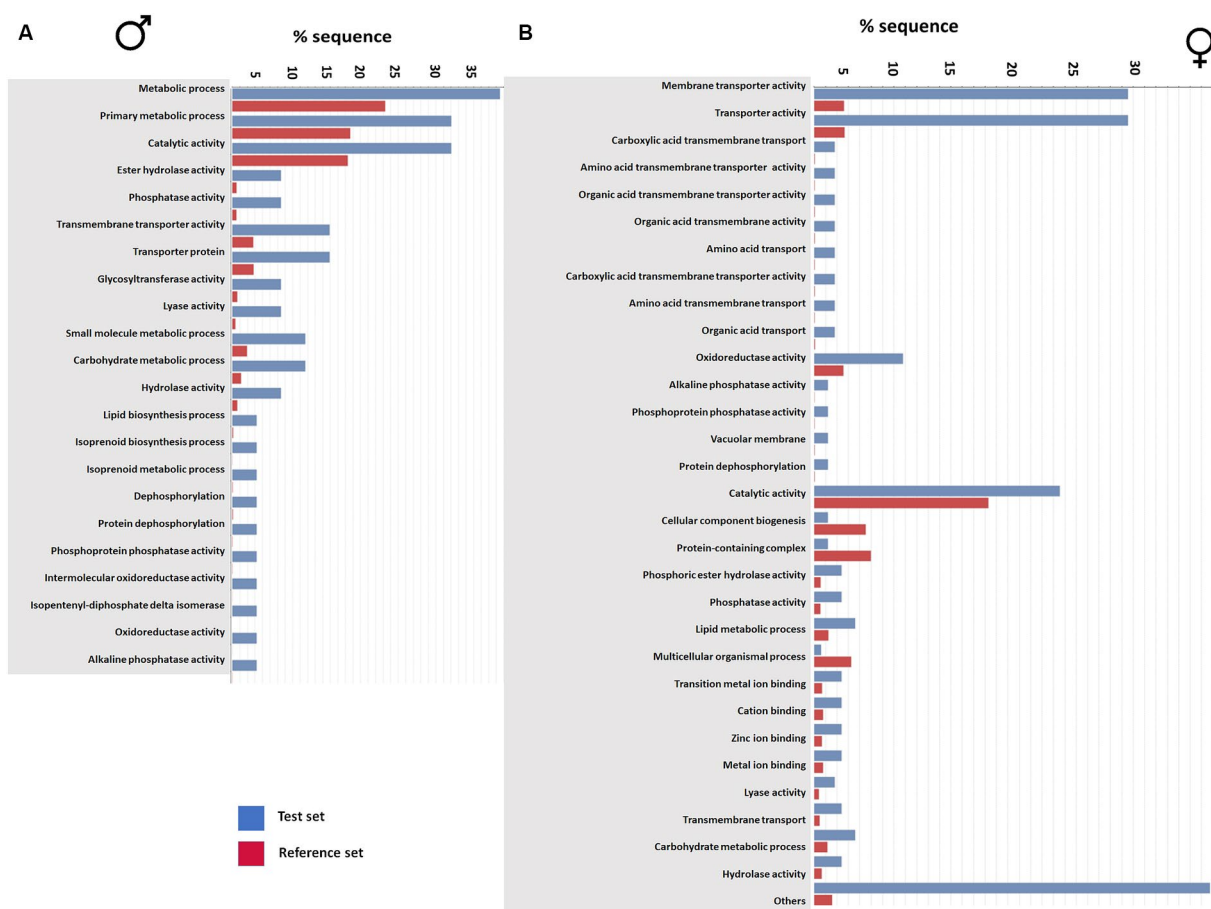 A
% sequence
5
10
15
20
25
30
35
Metabolic process
Primary metabolic process
Catalytic activity
Ester hydrolase activity
Phosphatase activity
Transmembrane transporter activity
Transporter protein
Glycosyltransferase activity
Lyase activity
Small molecule metabolic process
Carbohydrate metabolic process
Hydrolase activity
Lipid biosynthesis process
Isoprenoid biosynthesis process
Isoprenoid metabolic process
Dephosphorylation
Protein dephosphorylation
Phosphoprotein phosphatase activity
Intermolecular oxidoreductase activity
Isopentenyl-diphosphate delta isomerase
Oxidoreductase activity
Alkaline phosphatase activity
Test set
Reference set
B
% sequence
5
10
15
20
25
30
Membrane transporter activity
Transporter activity
Carboxylic acid transmembrane transport
Amino acid transmembrane transporter activity
Organic acid transmembrane transporter activity
Organic acid transmembrane activity
Amino acid transport
Carboxylic acid transmembrane transporter activity
Amino acid transmembrane transport
Organic acid transport
Oxidoreductase activity
Alkaline phosphatase activity
Phosphoprotein phosphatase activity
Vacuolar membrane
Protein dephosphorylation
Catalytic activity
Cellular component biogenesis
Protein-containing complex
Phosphoric ester hydrolase activity
Phosphatase activity
Lipid metabolic process
Multicellular organismal process
Transition metal ion binding
Cation binding
Zinc ion binding
Metal ion binding
Lyase activity
Transmembrane transport
Carbohydrate metabolic process
Hydrolase activity
Others